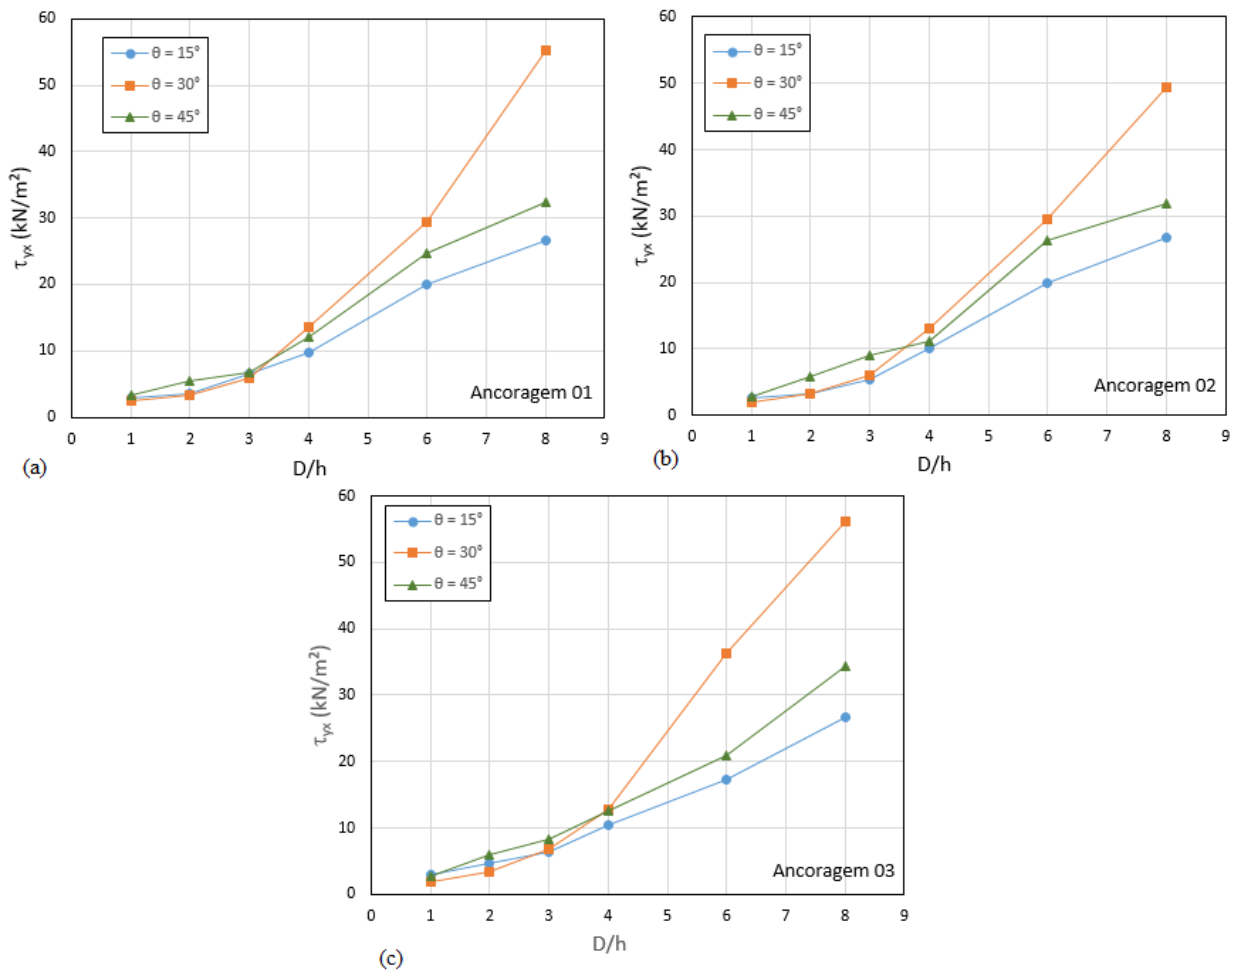 60
50
40
30
20
10
0
τyx (kN/m²)
θ = 15°
θ = 30°
θ = 45°
Ancoragem 01
0 1 2 3 4 5 6 7 8 9
D/h
(a)
60
50
40
30
20
10
0
τyx (kN/m²)
θ = 15°
θ = 30°
θ = 45°
Ancoragem 02
0 1 2 3 4 5 6 7 8 9
D/h
(b)
60
50
40
30
20
10
0
τyx (kN/m²)
θ = 15°
θ = 30°
θ = 45°
Ancoragem 03
0 1 2 3 4 5 6 7 8 9
D/h
(c)